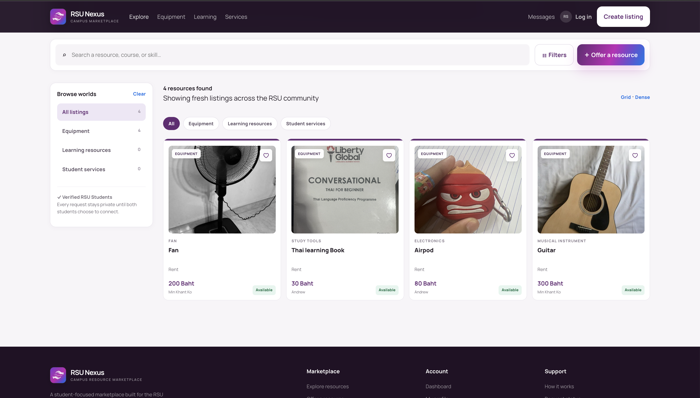 RSU Nexus
CAMPUS MARKETPLACE
Explore
Equipment
Learning
Services
Messages
RS
Log in
Create listing
Search a resource, course, or skill...
Filters
+ Offer a resource
Browse worlds
Clear
All listings 4
Equipment 4
Learning resources 0
Student services 0
✓ Verified RSU Students
Every request stays private until both
students choose to connect.
4 resources found
Showing fresh listings across the RSU community
Grid · Dense
All
Equipment
Learning resources
Student services
EQUIPMENT
FAN
Fan
Rent
200 Baht
Min Khant Ko
Available
EQUIPMENT
Liberty
Global
CONVERSATIONAL
THAI FOR BEGINNER
Thai Language Proficiency Programme
STUDY TOOLS
Thai learning Book
Rent
30 Baht
Available
EQUIPMENT
ELECTRONICS
Airpod
Rent
80 Baht
Available
EQUIPMENT
MUSICAL INSTRUMENT
Guitar
Rent
300 Baht
Min Khant Ko
Available
RSU Nexus
CAMPUS RESOURCE MARKETPLACE
A student-focused marketplace built for the RSU
Marketplace
Explore resources
Account
Dashboard
Support
How it works